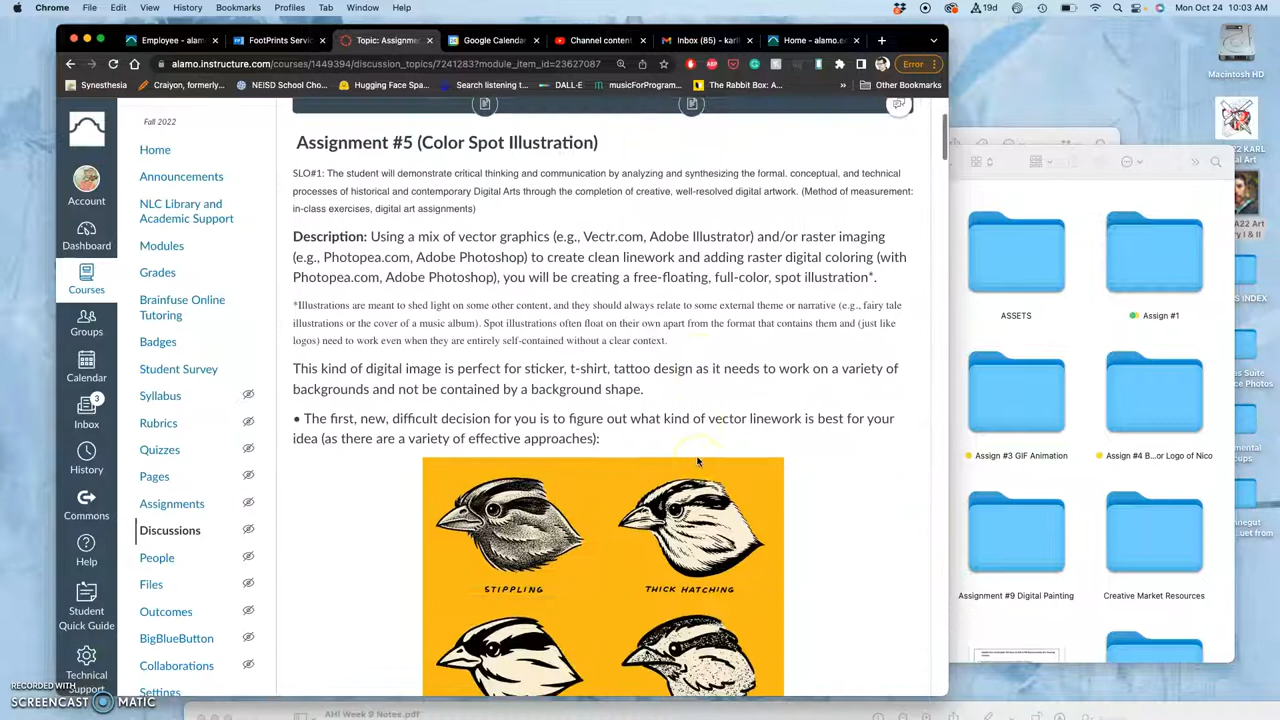 Chrome File Edit View History Bookmarks Profiles Tab Window Help 19d Mon Oct 24 10:03 AM
Employee - alamo FootPrints Servic Topic: Assignme Google Calendar Channel content Inbox (85) - karl Home - alamo.ed
alamo.instructure.com/courses/1449394/discussion_topics/7241283?module_item_id=23627087 Error
Synesthesia Craiyon, formerly... NEISD School Cho... Hugging Face Spa... Search listening t... DALL·E musicForProgram... The Rabbit Box: A... » Other Bookmarks
Fall 2022
Account
Dashboard
Courses
Groups
Calendar
3
Inbox
History
Commons
Help
Student
Quick Guide
Technical
Support
Home
Announcements
NLC Library and
Academic Support
Modules
Grades
Brainfuse Online
Tutoring
Badges
Student Survey
Syllabus
Rubrics
Quizzes
Pages
Assignments
Discussions
People
Files
Outcomes
BigBlueButton
Collaborations
Settings
Assignment #5 (Color Spot Illustration)
SLO#1: The student will demonstrate critical thinking and communication by analyzing and synthesizing the formal. conceptual, and technical
processes of historical and contemporary Digital Arts through the completion of creative, well-resolved digital artwork. (Method of measurement:
in-class exercises, digital art assignments)
Description: Using a mix of vector graphics (e.g., Vectr.com, Adobe Illustrator) and/or raster imaging
(e.g., Photopea.com, Adobe Photoshop) to create clean linework and adding raster digital coloring (with
Photopea.com, Adobe Photoshop), you will be creating a free-floating, full-color, spot illustration*.
*Illustrations are meant to shed light on some other content, and they should always relate to some external theme or narrative (e.g., fairy tale
illustrations or the cover of a music album). Spot illustrations often float on their own apart from the format that contains them and (just like
logos) need to work even when they are entirely self-contained without a clear context.
This kind of digital image is perfect for sticker, t-shirt, tattoo design as it needs to work on a variety of
backgrounds and not be contained by a background shape.
• The first, new, difficult decision for you is to figure out what kind of vector linework is best for your
idea (as there are a variety of effective approaches):
STIPPLING THICK HATCHING
Macintosh HD
ASSETS Assign #1
Assign #3 GIF Animation Assign #4 B...or Logo of Nico
Assignment #9 Digital Painting Creative Market Resources
AHI Week 9 Notes.pdf
RECORDED WITH
SCREENCAST MATIC